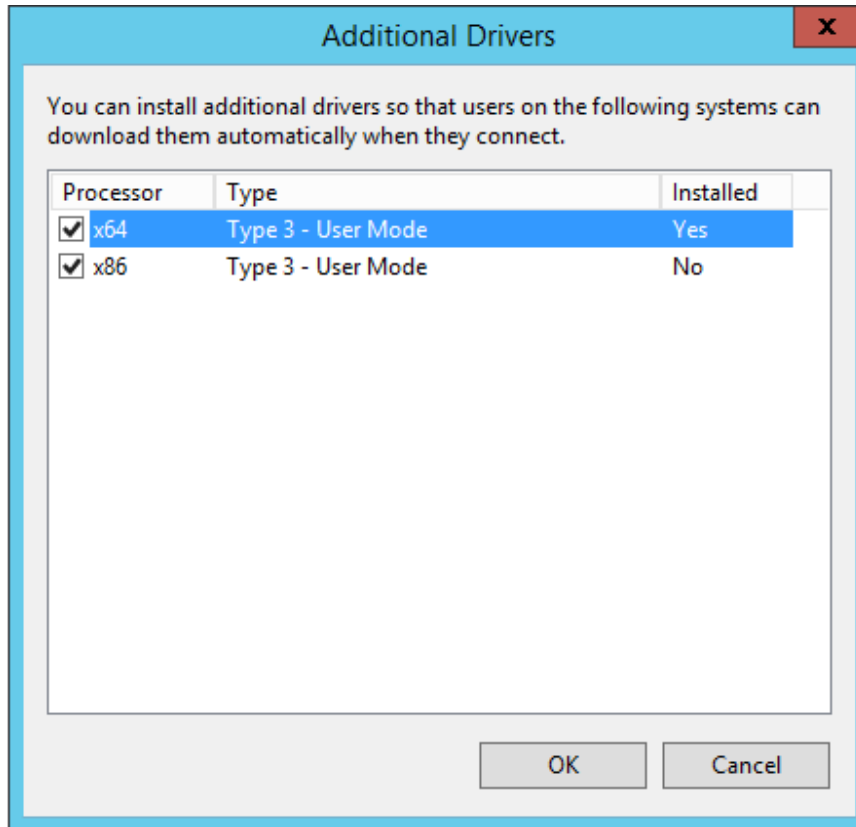 Additional Drivers
x
You can install additional drivers so that users on the following systems can
download them automatically when they connect.
Processor Type Installed
x64 Type 3 - User Mode Yes
x86 Type 3 - User Mode No
OK Cancel